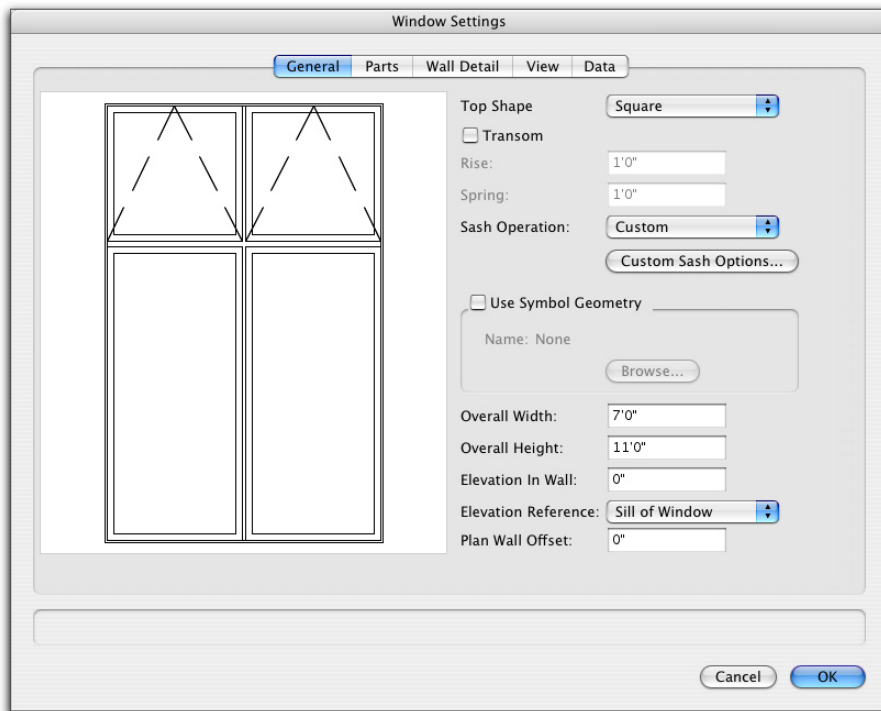 Window Settings
General Parts Wall Detail View Data
Top Shape Square
Transom
Rise: 1'0"
Spring: 1'0"
Sash Operation: Custom
Custom Sash Options...
Use Symbol Geometry
Name: None
Browse...
Overall Width: 7'0"
Overall Height: 11'0"
Elevation In Wall: 0"
Elevation Reference: Sill of Window
Plan Wall Offset: 0"
Cancel OK